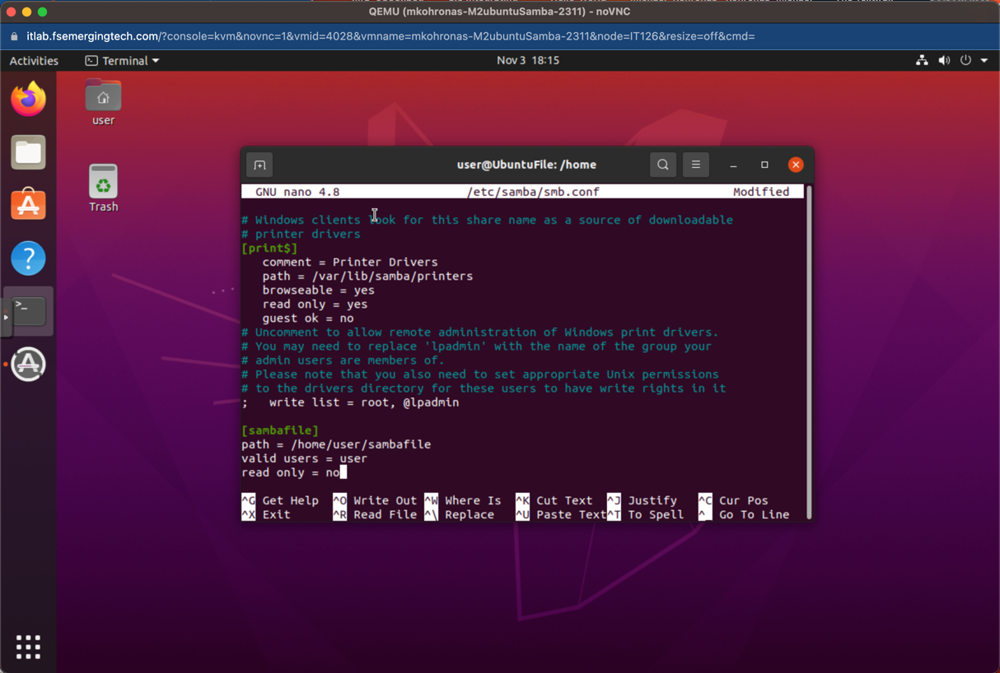 QEMU (mkohronas-M2ubuntuSamba-2311) - noVNC
itlab.fsemergingtech.com/?console=kvm&novnc=1&vmid=4028&vmname=mkohronas-M2ubuntuSamba-2311&node=IT126&resize=off&cmd=
Activities Terminal Nov 3 18:15
user
Trash
user@UbuntuFile: /home
GNU nano 4.8 /etc/samba/smb.conf Modified
# Windows clients look for this share name as a source of downloadable
# printer drivers
[print$]
comment = Printer Drivers
path = /var/lib/samba/printers
browseable = yes
read only = yes
guest ok = no
# Uncomment to allow remote administration of Windows print drivers.
# You may need to replace 'lpadmin' with the name of the group your
# admin users are members of.
# Please note that you also need to set appropriate Unix permissions
# to the drivers directory for these users to have write rights in it
; write list = root, @lpadmin
[sambafile]
path = /home/user/sambafile
valid users = user
read only = no
^G Get Help ^O Write Out ^W Where Is ^K Cut Text ^J Justify ^C Cur Pos
^X Exit ^R Read File ^\ Replace ^U Paste Text ^T To Spell ^_ Go To Line